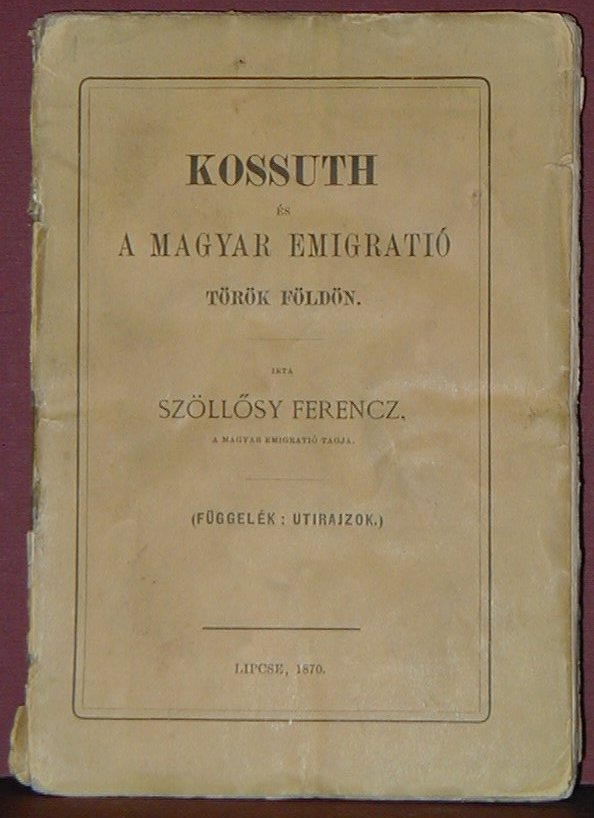 KOSSUTH
ÉS
A MAGYAR EMIGRATIÓ
TÖRÖK FÖLDÖN.
IRTA
SZÖLLŐSY FERENCZ,
A MAGYAR EMIGRATIÓ TAGJA.
(FÜGGELÉK : UTIRAJZOK.)
LIPCSE, 1870.